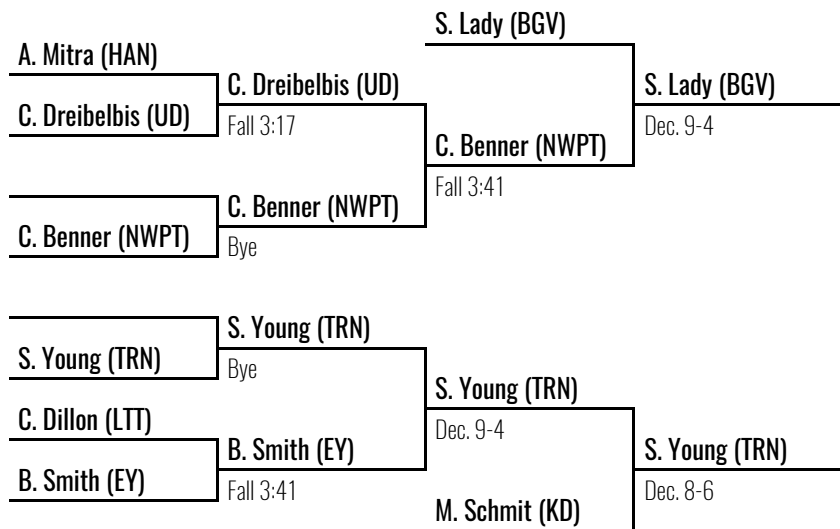 S. Lady (BGV)
A. Mitra (HAN)
C. Dreibelbis (UD)
S. Lady (BGV)
C. Dreibelbis (UD)
Fall 3:17
Dec. 9-4
C. Benner (NWPT)
Fall 3:41
C. Benner (NWPT)
C. Benner (NWPT)
Bye
S. Young (TRN)
S. Young (TRN)
Bye
S. Young (TRN)
C. Dillon (LTT)
Dec. 9-4
B. Smith (EY)
S. Young (TRN)
B. Smith (EY)
Fall 3:41
Dec. 8-6
M. Schmit (KD)